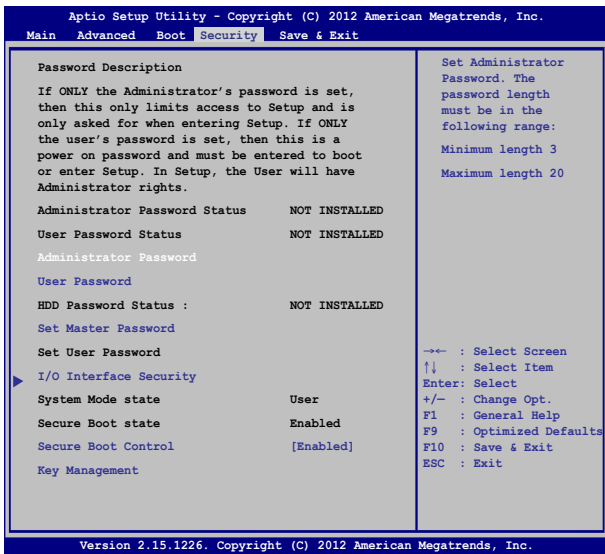 Aptio Setup Utility - Copyright (C) 2012 American Megatrends, Inc.
Main Advanced Boot Security Save & Exit
Password Description
If ONLY the Administrator's password is set,
then this only limits access to Setup and is
only asked for when entering Setup. If ONLY
the user's password is set, then this is a
power on password and must be entered to boot
or enter Setup. In Setup, the User will have
Administrator rights.
Administrator Password Status NOT INSTALLED
User Password Status NOT INSTALLED
Administrator Password
User Password
HDD Password Status : NOT INSTALLED
Set Master Password
Set User Password
I/O Interface Security
System Mode state User
Secure Boot state Enabled
Secure Boot Control [Enabled]
Key Management
Set Administrator
Password. The
password length
must be in the
following range:
Minimum length 3
Maximum length 20
→← : Select Screen
↑↓ : Select Item
Enter: Select
+/— : Change Opt.
F1 : General Help
F9 : Optimized Defaults
F10 : Save & Exit
ESC : Exit
Version 2.15.1226. Copyright (C) 2012 American Megatrends, Inc.